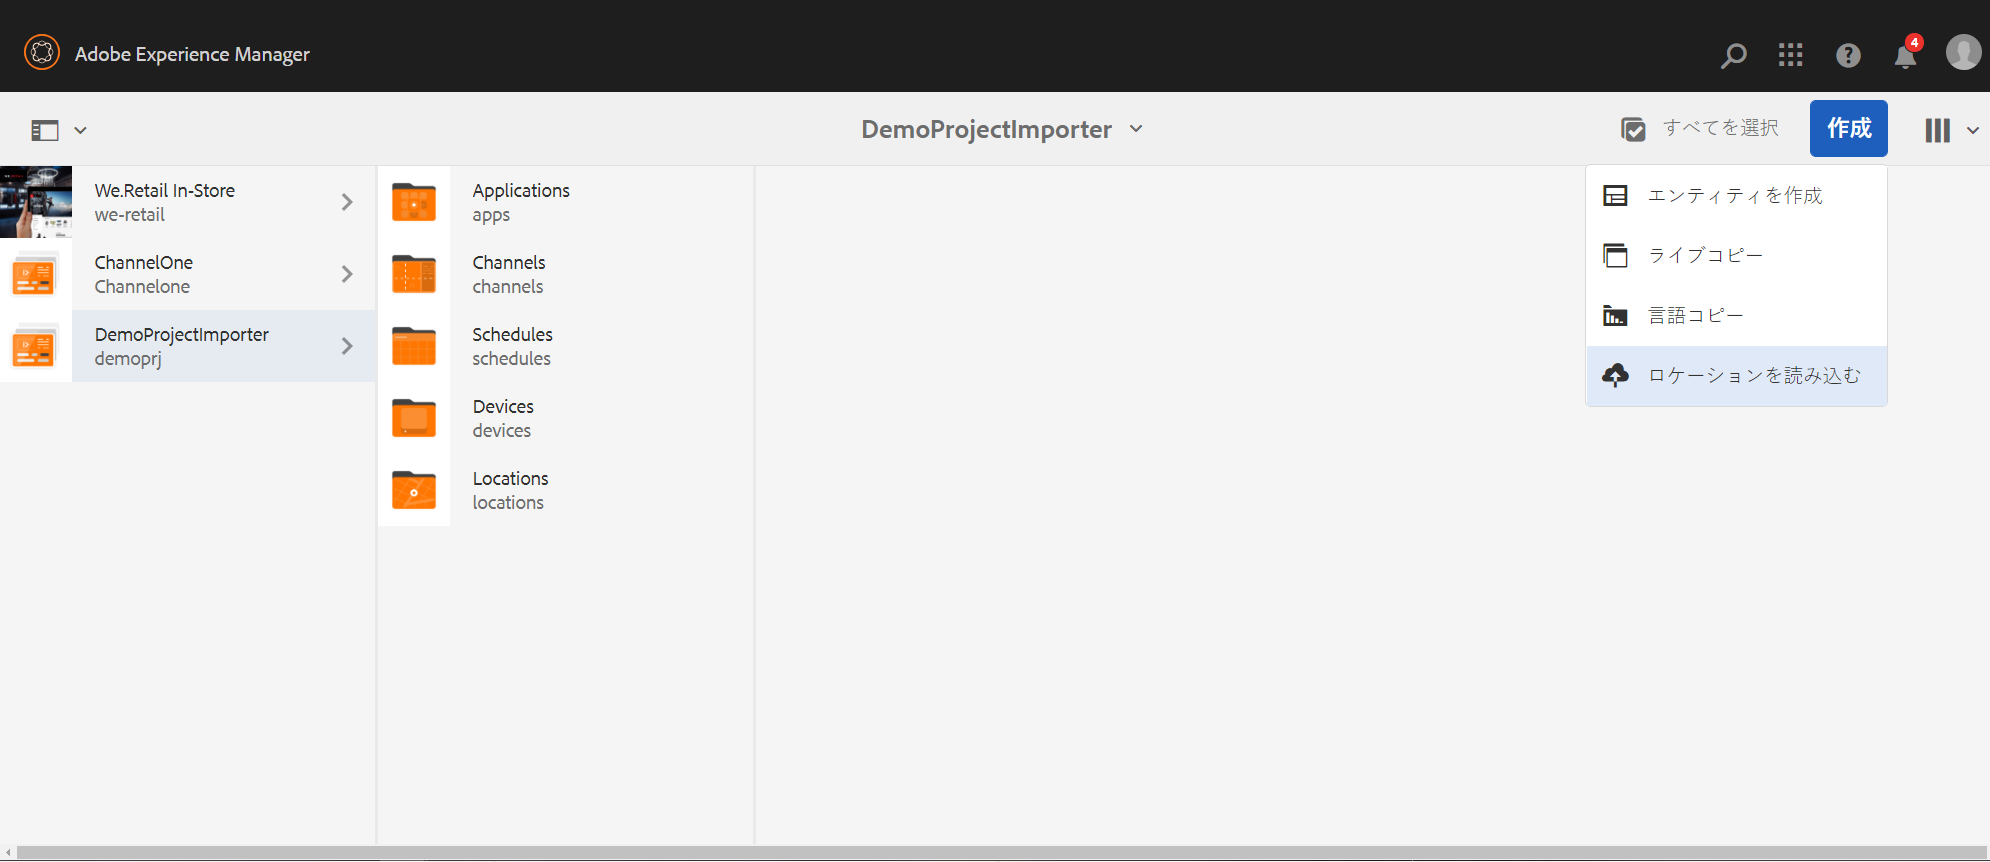 Adobe Experience Manager
4
DemoProjectImporter
すべてを選択
作成
We.Retail In-Store
we-retail
ChannelOne
Channelone
DemoProjectImporter
demoprj
Applications
apps
Channels
channels
Schedules
schedules
Devices
devices
Locations
locations
エンティティを作成
ライブコピー
言語コピー
ロケーションを読み込む